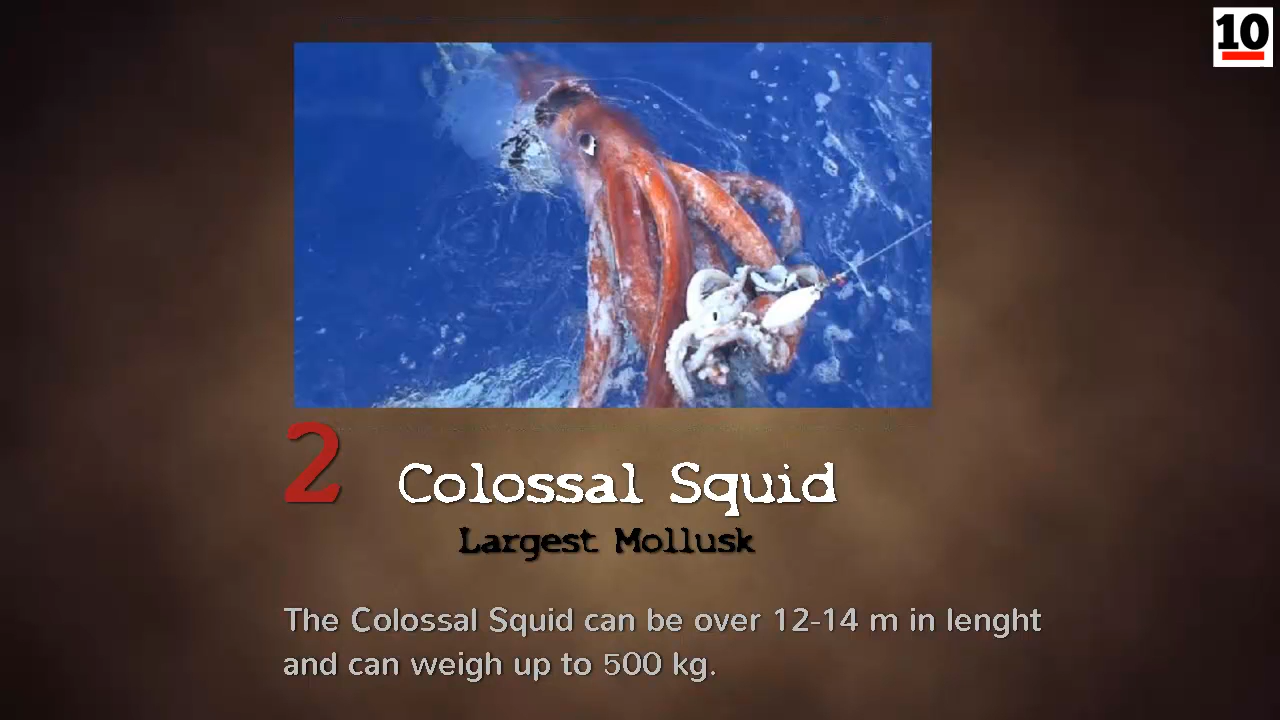 10
2 Colossal Squid
Largest Mollusk
The Colossal Squid can be over 12-14 m in lenght
and can weigh up to 500 kg.